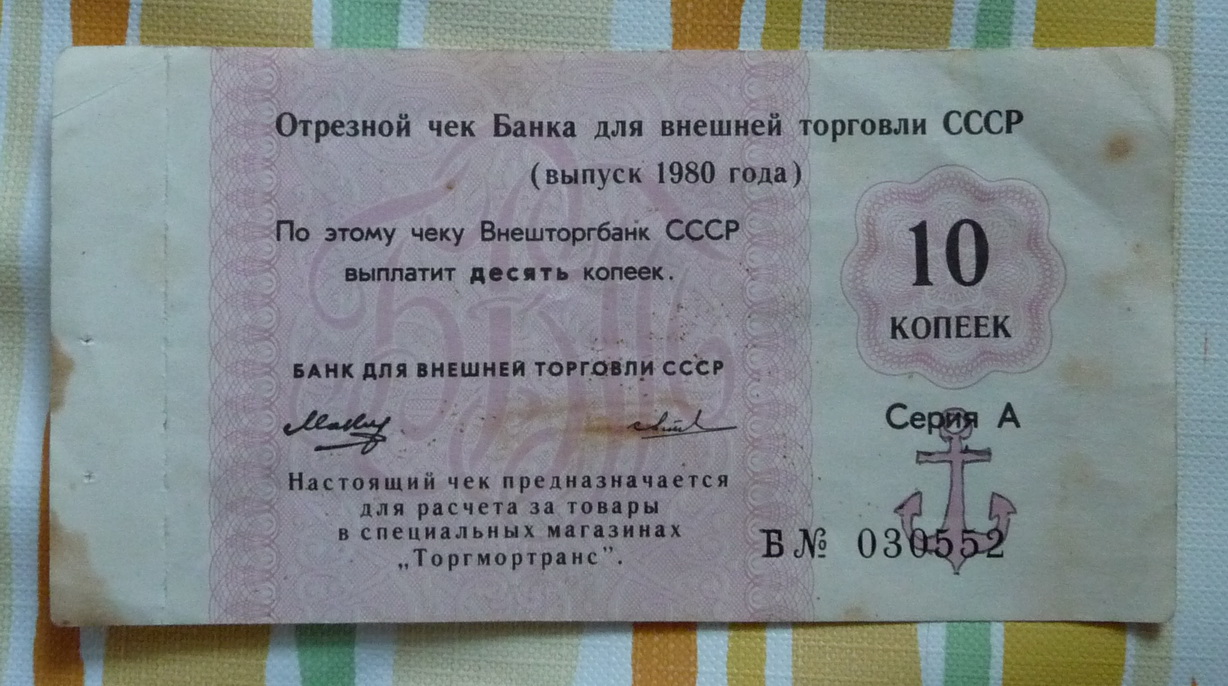 Отрезной чек Банка для внешней торговли СССР
(выпуск 1980 года)
По этому чеку Внешторгбанк СССР
выплатит десять копеек.
10
КОПЕЕК
БАНК ДЛЯ ВНЕШНЕЙ ТОРГОВЛИ СССР
Серия А
Настоящий чек предназначается
для расчета за товары
в специальных магазинах
„Торгмортранс”.
Б № 030552